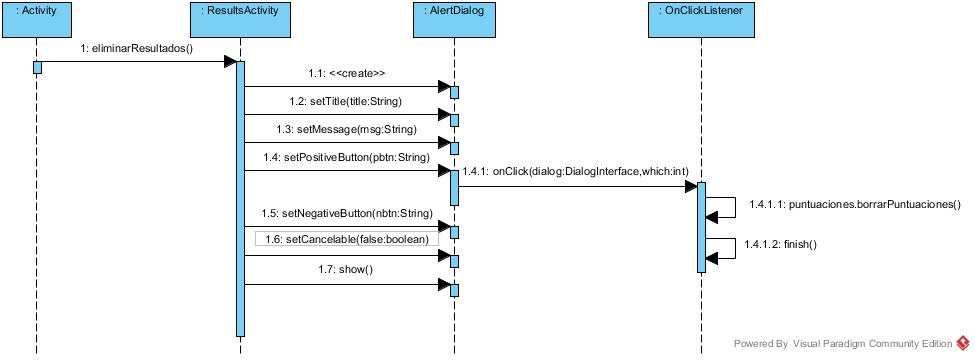 : Activity
: ResultsActivity
: AlertDialog
: OnClickListener
1: eliminarResultados()
1.1: <<create>>
1.2: setTitle(title:String)
1.3: setMessage(msg:String)
1.4: setPositiveButton(pbtn:String)
1.4.1: onClick(dialog:DialogInterface,which:int)
1.4.1.1: puntuaciones.borrarPuntuaciones()
1.5: setNegativeButton(nbtn:String)
1.6: setCancelable(false:boolean)
1.4.1.2: finish()
1.7: show()
Powered By Visual Paradigm Community Edition